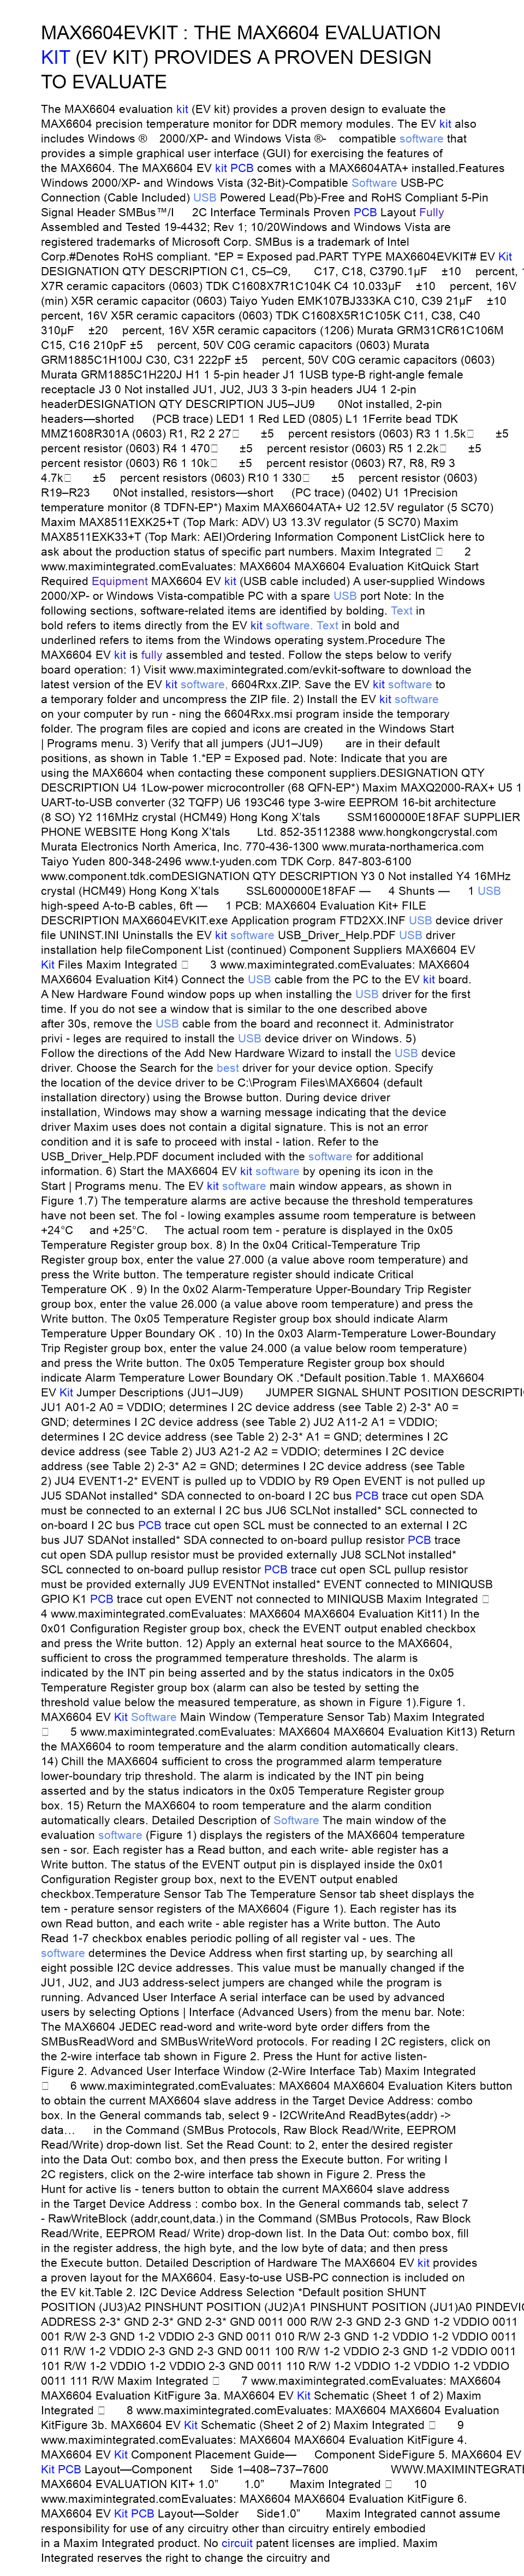 MAX6604EVKIT : THE MAX6604 EVALUATION
KIT (EV KIT) PROVIDES A PROVEN DESIGN
TO EVALUATE
The MAX6604 evaluation kit (EV kit) provides a proven design to evaluate the
MAX6604 precision temperature monitor for DDR memory modules. The EV kit also
includes Windows ® 2000/XP- and Windows Vista ®- compatible software that
provides a simple graphical user interface (GUI) for exercising the features of
the MAX6604. The MAX6604 EV kit PCB comes with a MAX6604ATA+ installed.Features
Windows 2000/XP- and Windows Vista (32-Bit)-Compatible Software USB-PC
Connection (Cable Included) USB Powered Lead(Pb)-Free and RoHS Compliant 5-Pin
Signal Header SMBus™/I 2C Interface Terminals Proven PCB Layout Fully
Assembled and Tested 19-4432; Rev 1; 10/20Windows and Windows Vista are
registered trademarks of Microsoft Corp. SMBus is a trademark of Intel
Corp.#Denotes RoHS compliant. *EP = Exposed pad.PART TYPE MAX6604EVKIT# EV Kit
DESIGNATION QTY DESCRIPTION C1, C5–C9, C17, C18, C3790.1µF ±10 percent, 1
X7R ceramic capacitors (0603) TDK C1608X7R1C104K C4 10.033µF ±10 percent, 16V
(min) X5R ceramic capacitor (0603) Taiyo Yuden EMK107BJ333KA C10, C39 21µF ±10
percent, 16V X5R ceramic capacitors (0603) TDK C1608X5R1C105K C11, C38, C40
310µF ±20 percent, 16V X5R ceramic capacitors (1206) Murata GRM31CR61C106M
C15, C16 210pF ±5 percent, 50V C0G ceramic capacitors (0603) Murata
GRM1885C1H100J C30, C31 222pF ±5 percent, 50V C0G ceramic capacitors (0603)
Murata GRM1885C1H220J H1 1 5-pin header J1 1USB type-B right-angle female
receptacle J3 0 Not installed JU1, JU2, JU3 3 3-pin headers JU4 1 2-pin
headerDESIGNATION QTY DESCRIPTION JU5–JU9 0Not installed, 2-pin
headers—shorted (PCB trace) LED1 1 Red LED (0805) L1 1Ferrite bead TDK
MMZ1608R301A (0603) R1, R2 2 27 ±5 percent resistors (0603) R3 1 1.5k ±5
percent resistor (0603) R4 1 470 ±5 percent resistor (0603) R5 1 2.2k ±5
percent resistor (0603) R6 1 10k ±5 percent resistor (0603) R7, R8, R9 3
4.7k ±5 percent resistors (0603) R10 1 330 ±5 percent resistor (0603)
R19–R23 0Not installed, resistors—short (PC trace) (0402) U1 1Precision
temperature monitor (8 TDFN-EP*) Maxim MAX6604ATA+ U2 12.5V regulator (5 SC70)
Maxim MAX8511EXK25+T (Top Mark: ADV) U3 13.3V regulator (5 SC70) Maxim
MAX8511EXK33+T (Top Mark: AEI)Ordering Information Component ListClick here to
ask about the production status of specific part numbers. Maxim Integrated 2
www.maximintegrated.comEvaluates: MAX6604 MAX6604 Evaluation KitQuick Start
Required Equipment MAX6604 EV kit (USB cable included) A user-supplied Windows
2000/XP- or Windows Vista-compatible PC with a spare USB port Note: In the
following sections, software-related items are identified by bolding. Text in
bold refers to items directly from the EV kit software. Text in bold and
underlined refers to items from the Windows operating system.Procedure The
MAX6604 EV kit is fully assembled and tested. Follow the steps below to verify
board operation: 1) Visit www.maximintegrated.com/evkit-software to download the
latest version of the EV kit software, 6604Rxx.ZIP. Save the EV kit software to
a temporary folder and uncompress the ZIP file. 2) Install the EV kit software
on your computer by run - ning the 6604Rxx.msi program inside the temporary
folder. The program files are copied and icons are created in the Windows Start
| Programs menu. 3) Verify that all jumpers (JU1–JU9) are in their default
positions, as shown in Table 1.*EP = Exposed pad. Note: Indicate that you are
using the MAX6604 when contacting these component suppliers.DESIGNATION QTY
DESCRIPTION U4 1Low-power microcontroller (68 QFN-EP*) Maxim MAXQ2000-RAX+ U5 1
UART-to-USB converter (32 TQFP) U6 193C46 type 3-wire EEPROM 16-bit architecture
(8 SO) Y2 116MHz crystal (HCM49) Hong Kong X'tals SSM1600000E18FAF SUPPLIER
PHONE WEBSITE Hong Kong X'tals Ltd. 852-35112388 www.hongkongcrystal.com
Murata Electronics North America, Inc. 770-436-1300 www.murata-northamerica.com
Taiyo Yuden 800-348-2496 www.t-yuden.com TDK Corp. 847-803-6100
www.component.tdk.comDESIGNATION QTY DESCRIPTION Y3 0 Not installed Y4 16MHz
crystal (HCM49) Hong Kong X'tals SSL6000000E18FAF — 4 Shunts — 1 USB
high-speed A-to-B cables, 6ft — 1 PCB: MAX6604 Evaluation Kit+ FILE
DESCRIPTION MAX6604EVKIT.exe Application program FTD2XX.INF USB device driver
file UNINST.INI Uninstalls the EV kit software USB_Driver_Help.PDF USB driver
installation help fileComponent List (continued) Component Suppliers MAX6604 EV
Kit Files Maxim Integrated 3 www.maximintegrated.comEvaluates: MAX6604
MAX6604 Evaluation Kit4) Connect the USB cable from the PC to the EV kit board.
A New Hardware Found window pops up when installing the USB driver for the first
time. If you do not see a window that is similar to the one described above
after 30s, remove the USB cable from the board and reconnect it. Administrator
privi - leges are required to install the USB device driver on Windows. 5)
Follow the directions of the Add New Hardware Wizard to install the USB device
driver. Choose the Search for the best driver for your device option. Specify
the location of the device driver to be C:\Program Files\MAX6604 (default
installation directory) using the Browse button. During device driver
installation, Windows may show a warning message indicating that the device
driver Maxim uses does not contain a digital signature. This is not an error
condition and it is safe to proceed with instal - lation. Refer to the
USB_Driver_Help.PDF document included with the software for additional
information. 6) Start the MAX6604 EV kit software by opening its icon in the
Start | Programs menu. The EV kit software main window appears, as shown in
Figure 1.7) The temperature alarms are active because the threshold temperatures
have not been set. The fol - lowing examples assume room temperature is between
+24°C and +25°C. The actual room tem - perature is displayed in the 0x05
Temperature Register group box. 8) In the 0x04 Critical-Temperature Trip
Register group box, enter the value 27.000 (a value above room temperature) and
press the Write button. The temperature register should indicate Critical
Temperature OK . 9) In the 0x02 Alarm-Temperature Upper-Boundary Trip Register
group box, enter the value 26.000 (a value above room temperature) and press the
Write button. The 0x05 Temperature Register group box should indicate Alarm
Temperature Upper Boundary OK . 10) In the 0x03 Alarm-Temperature Lower-Boundary
Trip Register group box, enter the value 24.000 (a value below room temperature)
and press the Write button. The 0x05 Temperature Register group box should
indicate Alarm Temperature Lower Boundary OK .*Default position.Table 1. MAX6604
EV Kit Jumper Descriptions (JU1–JU9) JUMPER SIGNAL SHUNT POSITION DESCRIPTIO
JU1 A01-2 A0 = VDDIO; determines I 2C device address (see Table 2) 2-3* A0 =
GND; determines I 2C device address (see Table 2) JU2 A11-2 A1 = VDDIO;
determines I 2C device address (see Table 2) 2-3* A1 = GND; determines I 2C
device address (see Table 2) JU3 A21-2 A2 = VDDIO; determines I 2C device
address (see Table 2) 2-3* A2 = GND; determines I 2C device address (see Table
2) JU4 EVENT1-2* EVENT is pulled up to VDDIO by R9 Open EVENT is not pulled up
JU5 SDANot installed* SDA connected to on-board I 2C bus PCB trace cut open SDA
must be connected to an external I 2C bus JU6 SCLNot installed* SCL connected to
on-board I 2C bus PCB trace cut open SCL must be connected to an external I 2C
bus JU7 SDANot installed* SDA connected to on-board pullup resistor PCB trace
cut open SDA pullup resistor must be provided externally JU8 SCLNot installed*
SCL connected to on-board pullup resistor PCB trace cut open SCL pullup resistor
must be provided externally JU9 EVENTNot installed* EVENT connected to MINIQUSB
GPIO K1 PCB trace cut open EVENT not connected to MINIQUSB Maxim Integrated
4 www.maximintegrated.comEvaluates: MAX6604 MAX6604 Evaluation Kit11) In the
0x01 Configuration Register group box, check the EVENT output enabled checkbox
and press the Write button. 12) Apply an external heat source to the MAX6604,
sufficient to cross the programmed temperature thresholds. The alarm is
indicated by the INT pin being asserted and by the status indicators in the 0x05
Temperature Register group box (alarm can also be tested by setting the
threshold value below the measured temperature, as shown in Figure 1).Figure 1.
MAX6604 EV Kit Software Main Window (Temperature Sensor Tab) Maxim Integrated
5 www.maximintegrated.comEvaluates: MAX6604 MAX6604 Evaluation Kit13) Return
the MAX6604 to room temperature and the alarm condition automatically clears.
14) Chill the MAX6604 sufficient to cross the programmed alarm temperature
lower-boundary trip threshold. The alarm is indicated by the INT pin being
asserted and by the status indicators in the 0x05 Temperature Register group
box. 15) Return the MAX6604 to room temperature and the alarm condition
automatically clears. Detailed Description of Software The main window of the
evaluation software (Figure 1) displays the registers of the MAX6604 temperature
sen - sor. Each register has a Read button, and each write- able register has a
Write button. The status of the EVENT output pin is displayed inside the 0x01
Configuration Register group box, next to the EVENT output enabled
checkbox.Temperature Sensor Tab The Temperature Sensor tab sheet displays the
tem - perature sensor registers of the MAX6604 (Figure 1). Each register has its
own Read button, and each write - able register has a Write button. The Auto
Read 1-7 checkbox enables periodic polling of all register val - ues. The
software determines the Device Address when first starting up, by searching all
eight possible I2C device addresses. This value must be manually changed if the
JU1, JU2, and JU3 address-select jumpers are changed while the program is
running. Advanced User Interface A serial interface can be used by advanced
users by selecting Options | Interface (Advanced Users) from the menu bar. Note:
The MAX6604 JEDEC read-word and write-word byte order differs from the
SMBusReadWord and SMBusWriteWord protocols. For reading I 2C registers, click on
the 2-wire interface tab shown in Figure 2. Press the Hunt for active listen-
Figure 2. Advanced User Interface Window (2-Wire Interface Tab) Maxim Integrated
6 www.maximintegrated.comEvaluates: MAX6604 MAX6604 Evaluation Kiters button
to obtain the current MAX6604 slave address in the Target Device Address: combo
box. In the General commands tab, select 9 - I2CWriteAnd ReadBytes(addr) ->
data… in the Command (SMBus Protocols, Raw Block Read/Write, EEPROM
Read/Write) drop-down list. Set the Read Count: to 2, enter the desired register
into the Data Out: combo box, and then press the Execute button. For writing I
2C registers, click on the 2-wire interface tab shown in Figure 2. Press the
Hunt for active lis - teners button to obtain the current MAX6604 slave address
in the Target Device Address : combo box. In the General commands tab, select 7
- RawWriteBlock (addr,count,data.) in the Command (SMBus Protocols, Raw Block
Read/Write, EEPROM Read/ Write) drop-down list. In the Data Out: combo box, fill
in the register address, the high byte, and the low byte of data; and then press
the Execute button. Detailed Description of Hardware The MAX6604 EV kit provides
a proven layout for the MAX6604. Easy-to-use USB-PC connection is included on
the EV kit.Table 2. I2C Device Address Selection *Default position SHUNT
POSITION (JU3)A2 PINSHUNT POSITION (JU2)A1 PINSHUNT POSITION (JU1)A0 PINDEVIC
ADDRESS 2-3* GND 2-3* GND 2-3* GND 0011 000 R/W 2-3 GND 2-3 GND 1-2 VDDIO 0011
001 R/W 2-3 GND 1-2 VDDIO 2-3 GND 0011 010 R/W 2-3 GND 1-2 VDDIO 1-2 VDDIO 0011
011 R/W 1-2 VDDIO 2-3 GND 2-3 GND 0011 100 R/W 1-2 VDDIO 2-3 GND 1-2 VDDIO 0011
101 R/W 1-2 VDDIO 1-2 VDDIO 2-3 GND 0011 110 R/W 1-2 VDDIO 1-2 VDDIO 1-2 VDDIO
0011 111 R/W Maxim Integrated 7 www.maximintegrated.comEvaluates: MAX6604
MAX6604 Evaluation KitFigure 3a. MAX6604 EV Kit Schematic (Sheet 1 of 2) Maxim
Integrated 8 www.maximintegrated.comEvaluates: MAX6604 MAX6604 Evaluation
KitFigure 3b. MAX6604 EV Kit Schematic (Sheet 2 of 2) Maxim Integrated 9
www.maximintegrated.comEvaluates: MAX6604 MAX6604 Evaluation KitFigure 4.
MAX6604 EV Kit Component Placement Guide— Component SideFigure 5. MAX6604 EV
Kit PCB Layout—Component Side 1–408–737–7600 WWW.MAXIMINTEGRAT
MAX6604 EVALUATION KIT+ 1.0” 1.0” Maxim Integrated 10
www.maximintegrated.comEvaluates: MAX6604 MAX6604 Evaluation KitFigure 6.
MAX6604 EV Kit PCB Layout—Solder Side1.0” Maxim Integrated cannot assume
responsibility for use of any circuitry other than circuitry entirely embodied
in a Maxim Integrated product. No circuit patent licenses are implied. Maxim
Integrated reserves the right to change the circuitry and